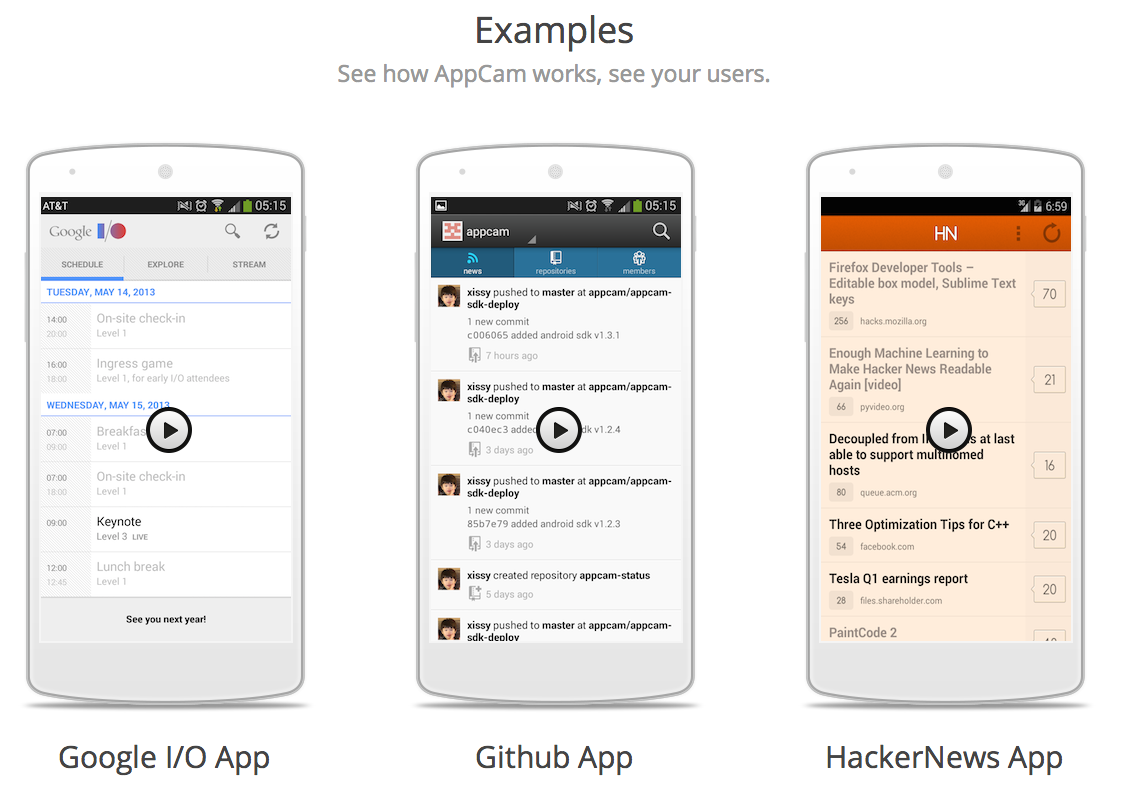 Examples
See how AppCam works, see your users.
AT&T
05:15
Google I/O
SCHEDULE
EXPLORE
STREAM
TUESDAY, MAY 14, 2013
14:00
20:00
On-site check-in
Level 1
16:00
18:00
Ingress game
Level 1, for early I/O attendees
WEDNESDAY, MAY 15, 2013
07:00
09:00
Level 1
07:00
18:00
On-site check-in
Level 1
09:00
Keynote
Level 3 LIVE
12:00
12:45
Lunch break
Level 1
See you next year!
Google I/O App
05:15
appcam
news
repositories
members
xissy pushed to master at appcam/appcam-
sdk-deploy
1 new commit
c006065 added android sdk v1.3.1
7 hours ago
xissy pushed to master at appcam/appcam-
sdk-deploy
1 new commit
c040ec3 added sdk v1.2.4
3 days ago
xissy pushed to master at appcam/appcam-
sdk-deploy
1 new commit
85b7e79 added android sdk v1.2.3
3 days ago
xissy created repository appcam-status
5 days ago
xissy pushed to master at appcam/appcam-
sdk-deploy
Github App
3G
6:59
HN
Firefox Developer Tools –
Editable box model, Sublime Text
keys
70
256 hacks.mozilla.org
Enough Machine Learning to
Make Hacker News Readable
Again [video]
21
66 pyvideo.org
Decoupled from at last
able to support multihomed
hosts
16
80 queue.acm.org
Three Optimization Tips for C++
20
54 facebook.com
Tesla Q1 earnings report
20
28 files.shareholder.com
PaintCode 2
HackerNews App